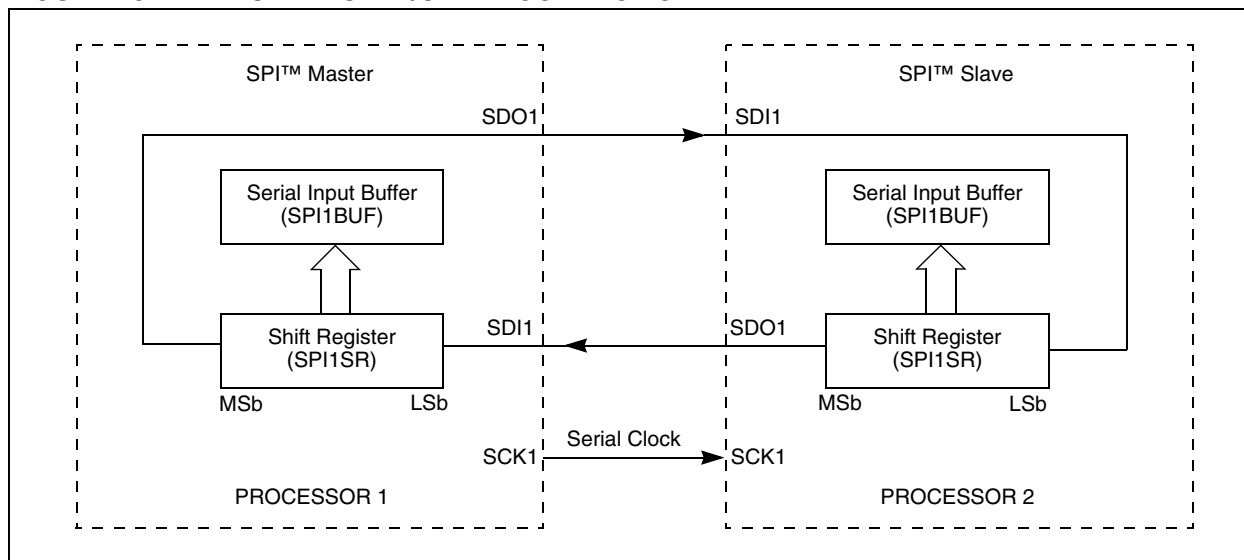 SPI™ Master
SPI™ Slave
SDO1
SDI1
Serial Input Buffer
(SPI1BUF)
Serial Input Buffer
(SPI1BUF)
SDI1
SDO1
Shift Register
(SPI1SR)
Shift Register
(SPI1SR)
MSb
LSb
MSb
LSb
Serial Clock
SCK1
SCK1
PROCESSOR 1
PROCESSOR 2